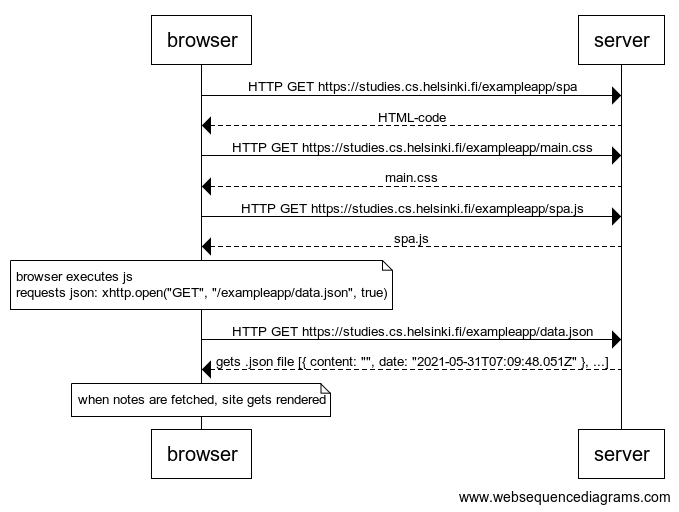 browser server
HTTP GET https://studies.cs.helsinki.fi/exampleapp/spa
HTML-code
HTTP GET https://studies.cs.helsinki.fi/exampleapp/main.css
main.css
HTTP GET https://studies.cs.helsinki.fi/exampleapp/spa.js
spa.js
browser executes js
requests json: xhttp.open("GET", "/exampleapp/data.json", true)
HTTP GET https://studies.cs.helsinki.fi/exampleapp/data.json
gets .json file [{ content: "", date: "2021-05-31T07:09:48.051Z" }, ...]
when notes are fetched, site gets rendered
browser server
www.websequencediagrams.com